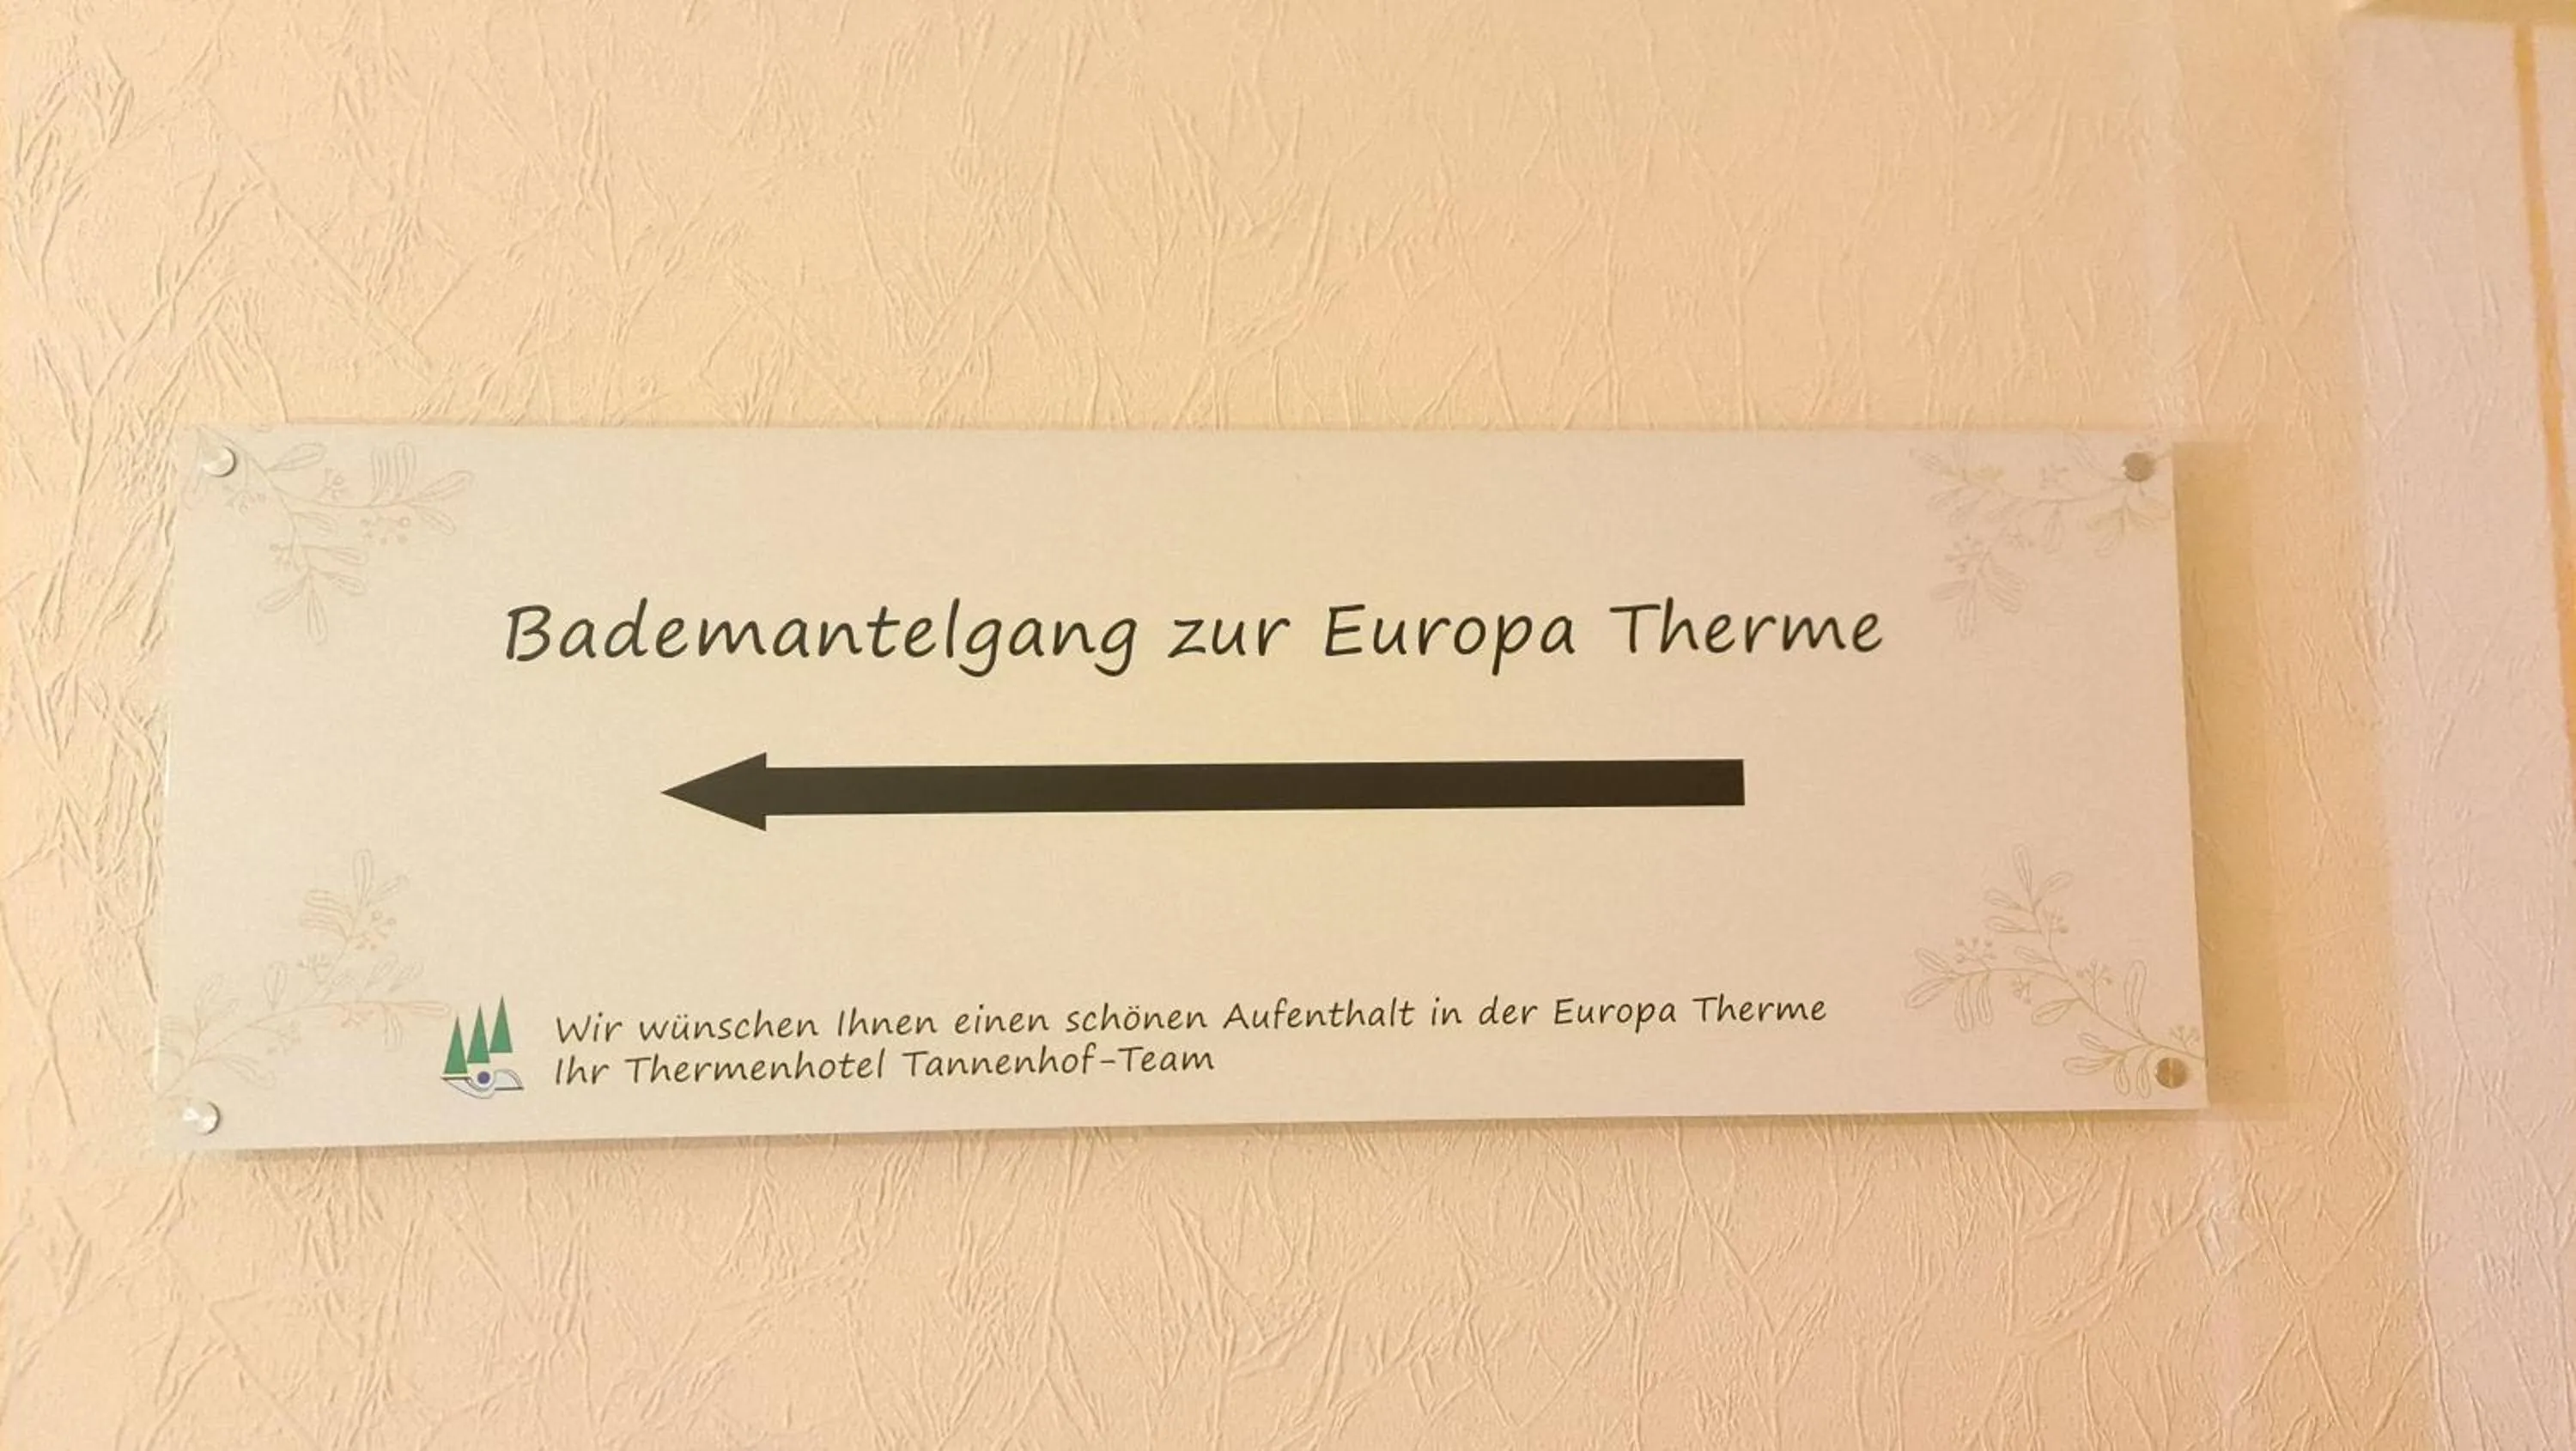 Bademantelgang zur Europa Therme
Wir wünschen Ihnen einen schönen Aufenthalt in der Europa Therme
Ihr Thermenhotel Tannenhof-Team